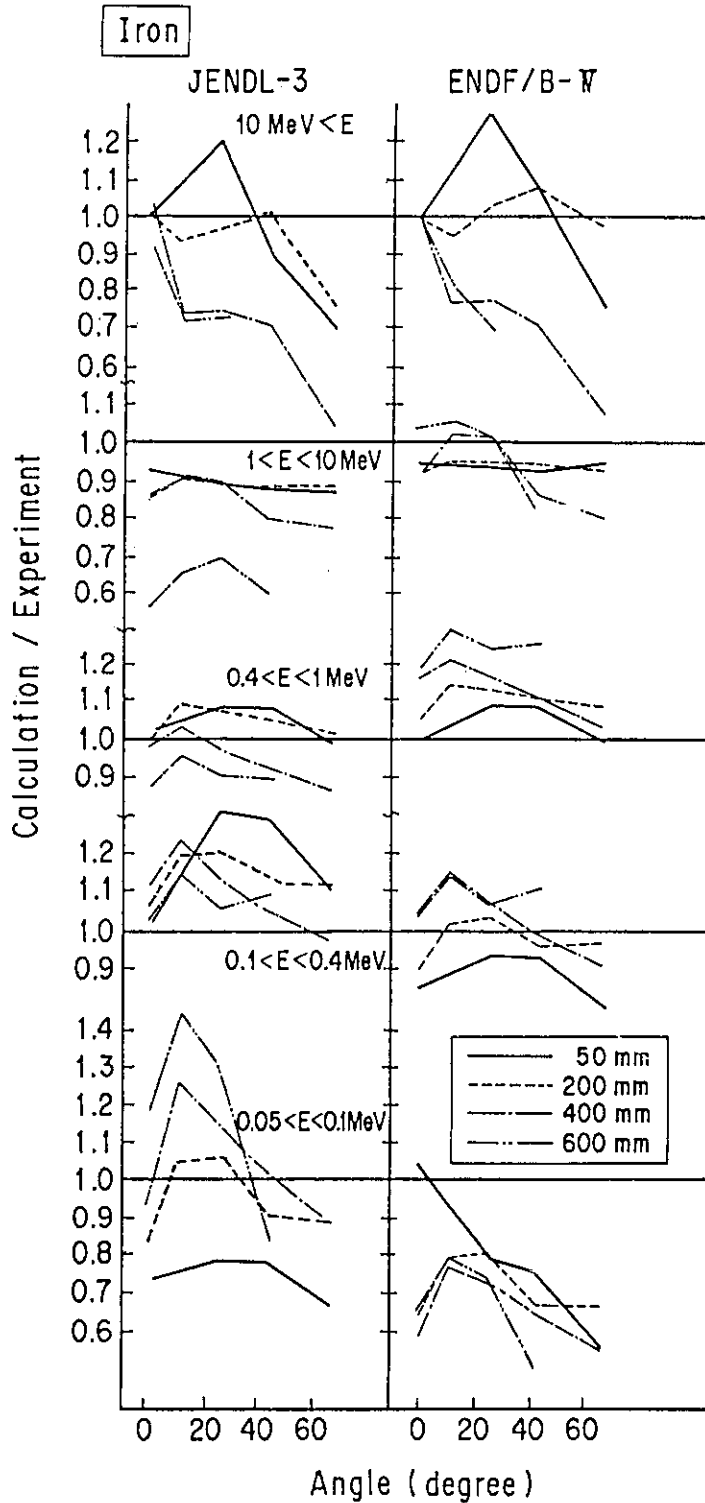 Iron
JENDL-3
ENDF/B-IV
10 MeV<E
1.2
1.1
1.0
0.9
0.8
0.7
0.6
1.1
1.0
1<E<10MeV
0.9
0.8
0.7
0.6
1.2
0.4<E<1MeV
1.1
1.0
0.9
1.2
1.1
1.0
0.1<E<0.4MeV
0.9
1.4
1.3
1.2
0.05<E<0.1MeV
1.1
1.0
0.9
0.8
0.7
0.6
50 mm
200 mm
400 mm
600 mm
0 20 40 60
0 20 40 60
Angle (degree)
Calculation / Experiment